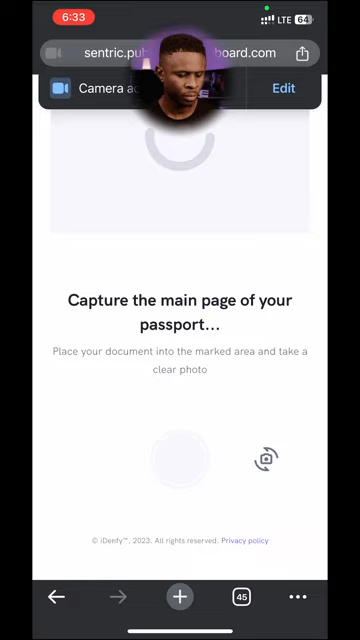 6:33
LTE 64
sentric.pub board.com
Camera ac
Edit
Capture the main page of your
passport...
Place your document into the marked area and take a
clear photo
© iDenfy™, 2023. All rights reserved. Privacy policy
45